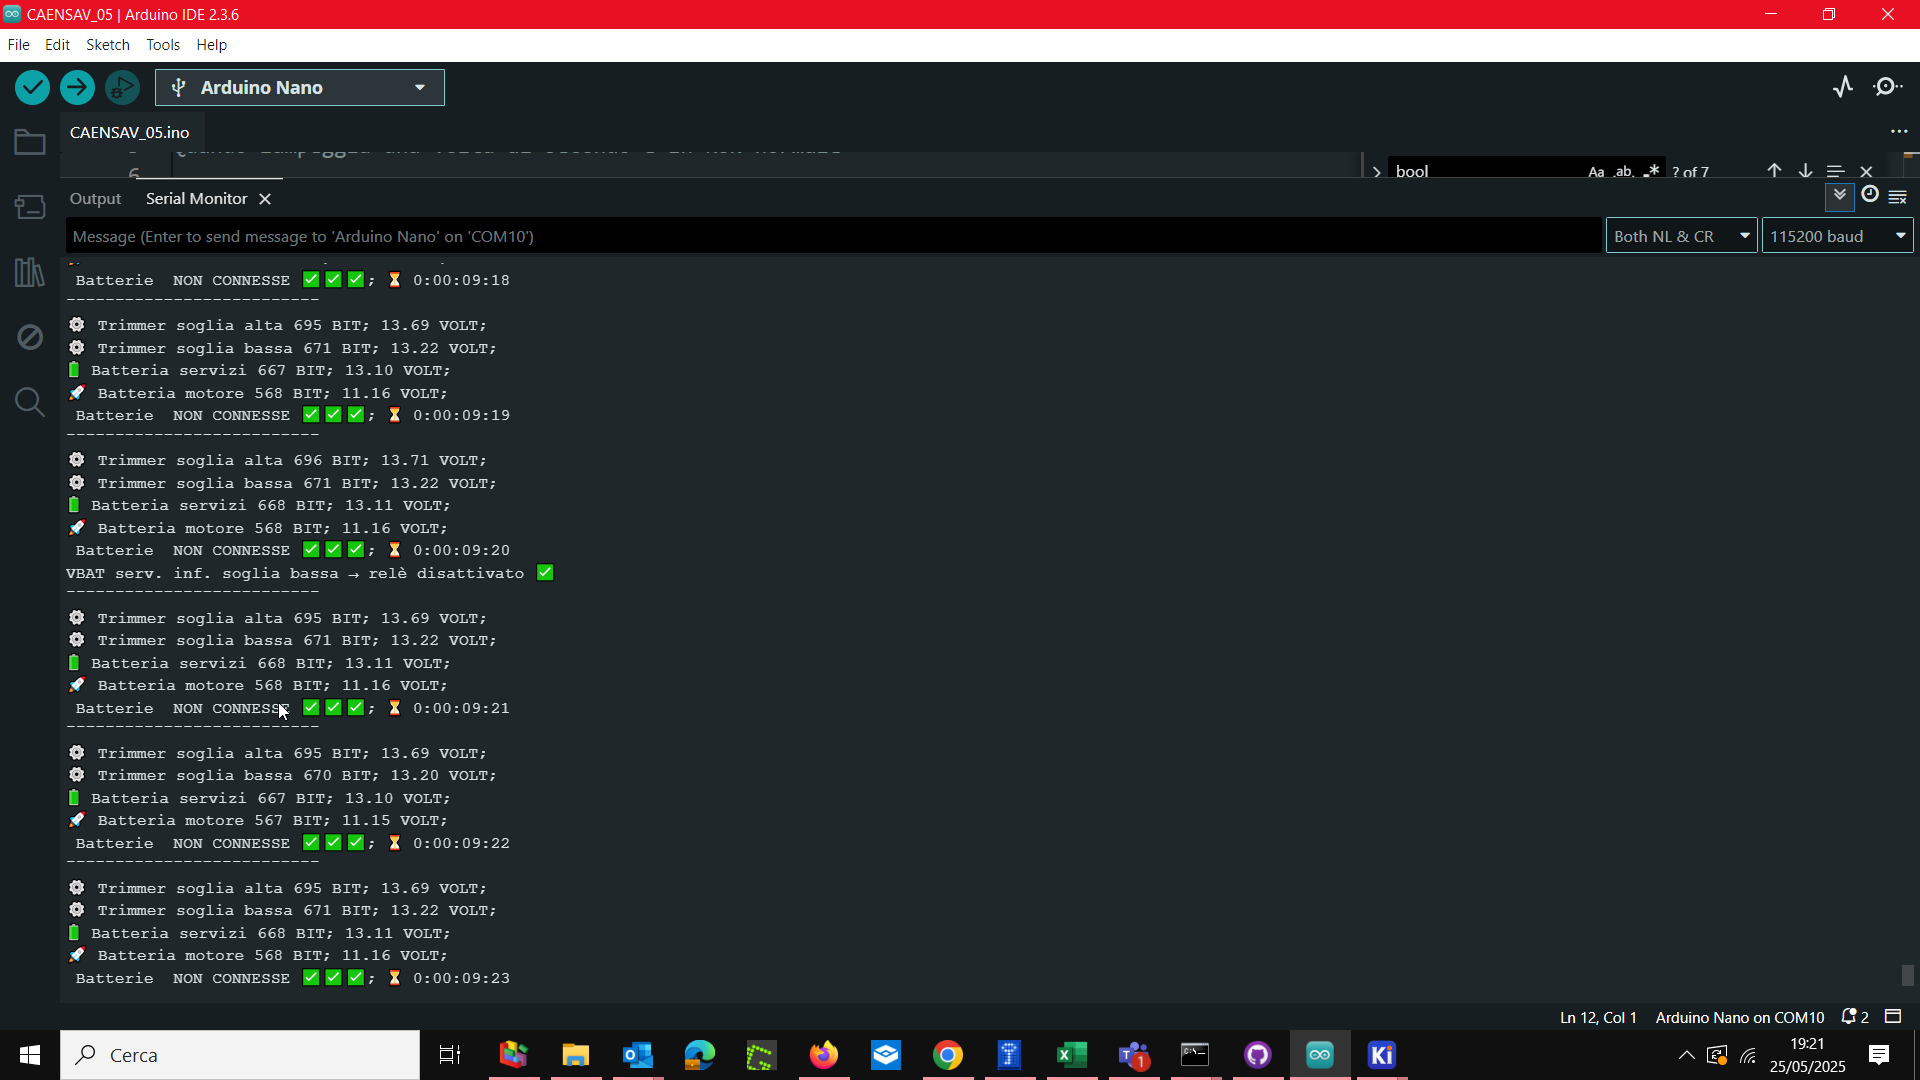 CAENSAV_05 | Arduino IDE 2.3.6
File Edit Sketch Tools Help
Arduino Nano
CAENSAV_05.ino
6
bool Aa ab. .* ? of 7
Output Serial Monitor
Message (Enter to send message to 'Arduino Nano' on 'COM10') Both NL & CR 115200 baud
Batterie NON CONNESSE ✅✅✅; ⏳ 0:00:09:18
--------------------------
⚙ Trimmer soglia alta 695 BIT; 13.69 VOLT;
⚙ Trimmer soglia bassa 671 BIT; 13.22 VOLT;
🔋 Batteria servizi 667 BIT; 13.10 VOLT;
🚀 Batteria motore 568 BIT; 11.16 VOLT;
Batterie NON CONNESSE ✅✅✅; ⏳ 0:00:09:19
--------------------------
⚙ Trimmer soglia alta 696 BIT; 13.71 VOLT;
⚙ Trimmer soglia bassa 671 BIT; 13.22 VOLT;
🔋 Batteria servizi 668 BIT; 13.11 VOLT;
🚀 Batteria motore 568 BIT; 11.16 VOLT;
Batterie NON CONNESSE ✅✅✅; ⏳ 0:00:09:20
VBAT serv. inf. soglia bassa → relè disattivato ✅
--------------------------
⚙ Trimmer soglia alta 695 BIT; 13.69 VOLT;
⚙ Trimmer soglia bassa 671 BIT; 13.22 VOLT;
🔋 Batteria servizi 668 BIT; 13.11 VOLT;
🚀 Batteria motore 568 BIT; 11.16 VOLT;
Batterie NON CONNESSE ✅✅✅; ⏳ 0:00:09:21
--------------------------
⚙ Trimmer soglia alta 695 BIT; 13.69 VOLT;
⚙ Trimmer soglia bassa 670 BIT; 13.20 VOLT;
🔋 Batteria servizi 667 BIT; 13.10 VOLT;
🚀 Batteria motore 567 BIT; 11.15 VOLT;
Batterie NON CONNESSE ✅✅✅; ⏳ 0:00:09:22
--------------------------
⚙ Trimmer soglia alta 695 BIT; 13.69 VOLT;
⚙ Trimmer soglia bassa 671 BIT; 13.22 VOLT;
🔋 Batteria servizi 668 BIT; 13.11 VOLT;
🚀 Batteria motore 568 BIT; 11.16 VOLT;
Batterie NON CONNESSE ✅✅✅; ⏳ 0:00:09:23
Ln 12, Col 1 Arduino Nano on COM10 2
Cerca
1
Ki
19:21
25/05/2025